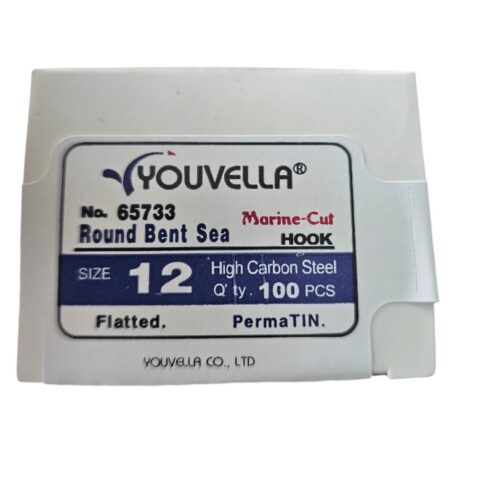 YOUVELLA®
No. 65733
Marine-Cut
Round Bent Sea
HOOK
SIZE 12
High Carbon Steel
Q'ty. 100 PCS
Flatted.
PermaTIN.
YOUVELLA CO., LTD